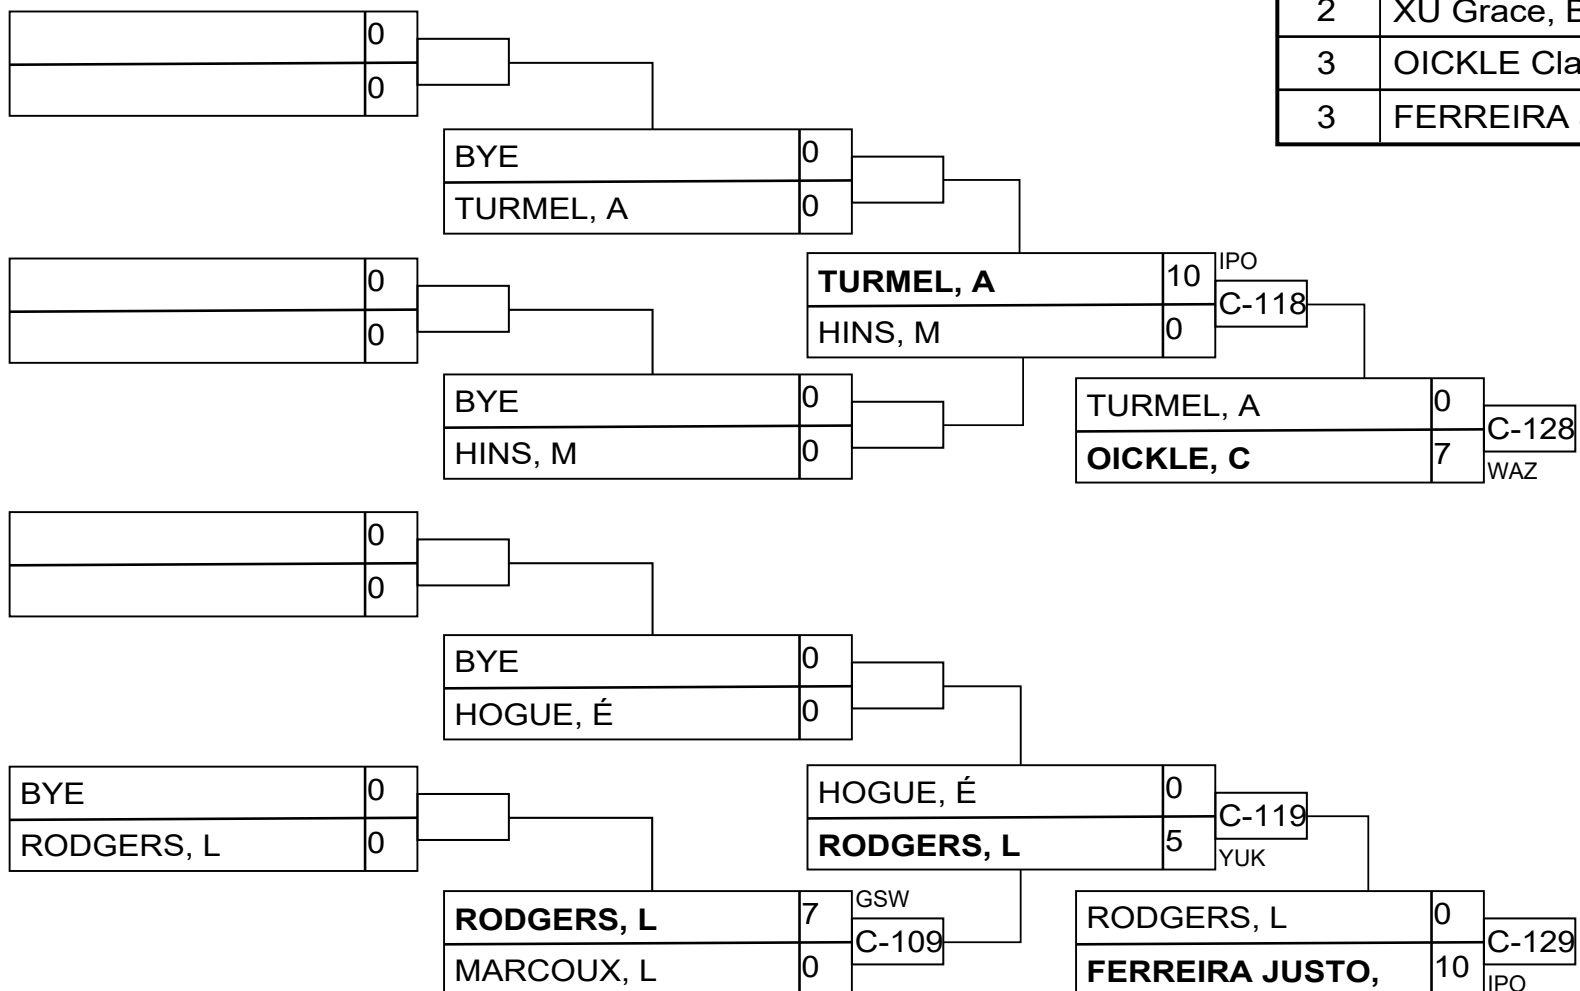 2 XU Grace,
3 OICKLE Cla
3 FERREIRA
0
0
BYE 0
TURMEL, A 0
0
0
TURMEL, A 10 IPO
C-118
HINS, M 0
BYE 0
HINS, M 0
TURMEL, A 0
C-128
OICKLE, C 7
WAZ
0
0
BYE 0
HOGUE, É 0
BYE 0
RODGERS, L 0
HOGUE, É 0
C-119
RODGERS, L 5
YUK
RODGERS, L 7 GSW
C-109
MARCOUX, L 0
RODGERS, L 0
C-129
FERREIRA JUSTO, 10
IPO